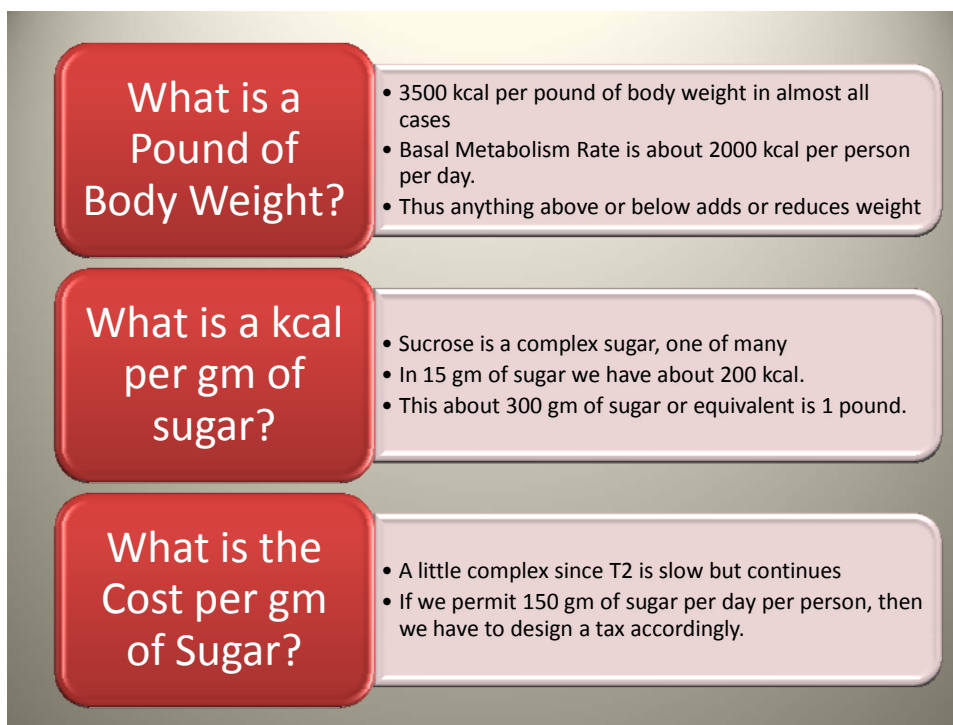 What is a
Pound of
Body Weight?
• 3500 kcal per pound of body weight in almost all
cases
• Basal Metabolism Rate is about 2000 kcal per person
per day.
• Thus anything above or below adds or reduces weight
What is a kcal
per gm of
sugar?
• Sucrose is a complex sugar, one of many
• In 15 gm of sugar we have about 200 kcal.
• This about 300 gm of sugar or equivalent is 1 pound.
What is the
Cost per gm
of Sugar?
• A little complex since T2 is slow but continues
• If we permit 150 gm of sugar per day per person, then
we have to design a tax accordingly.